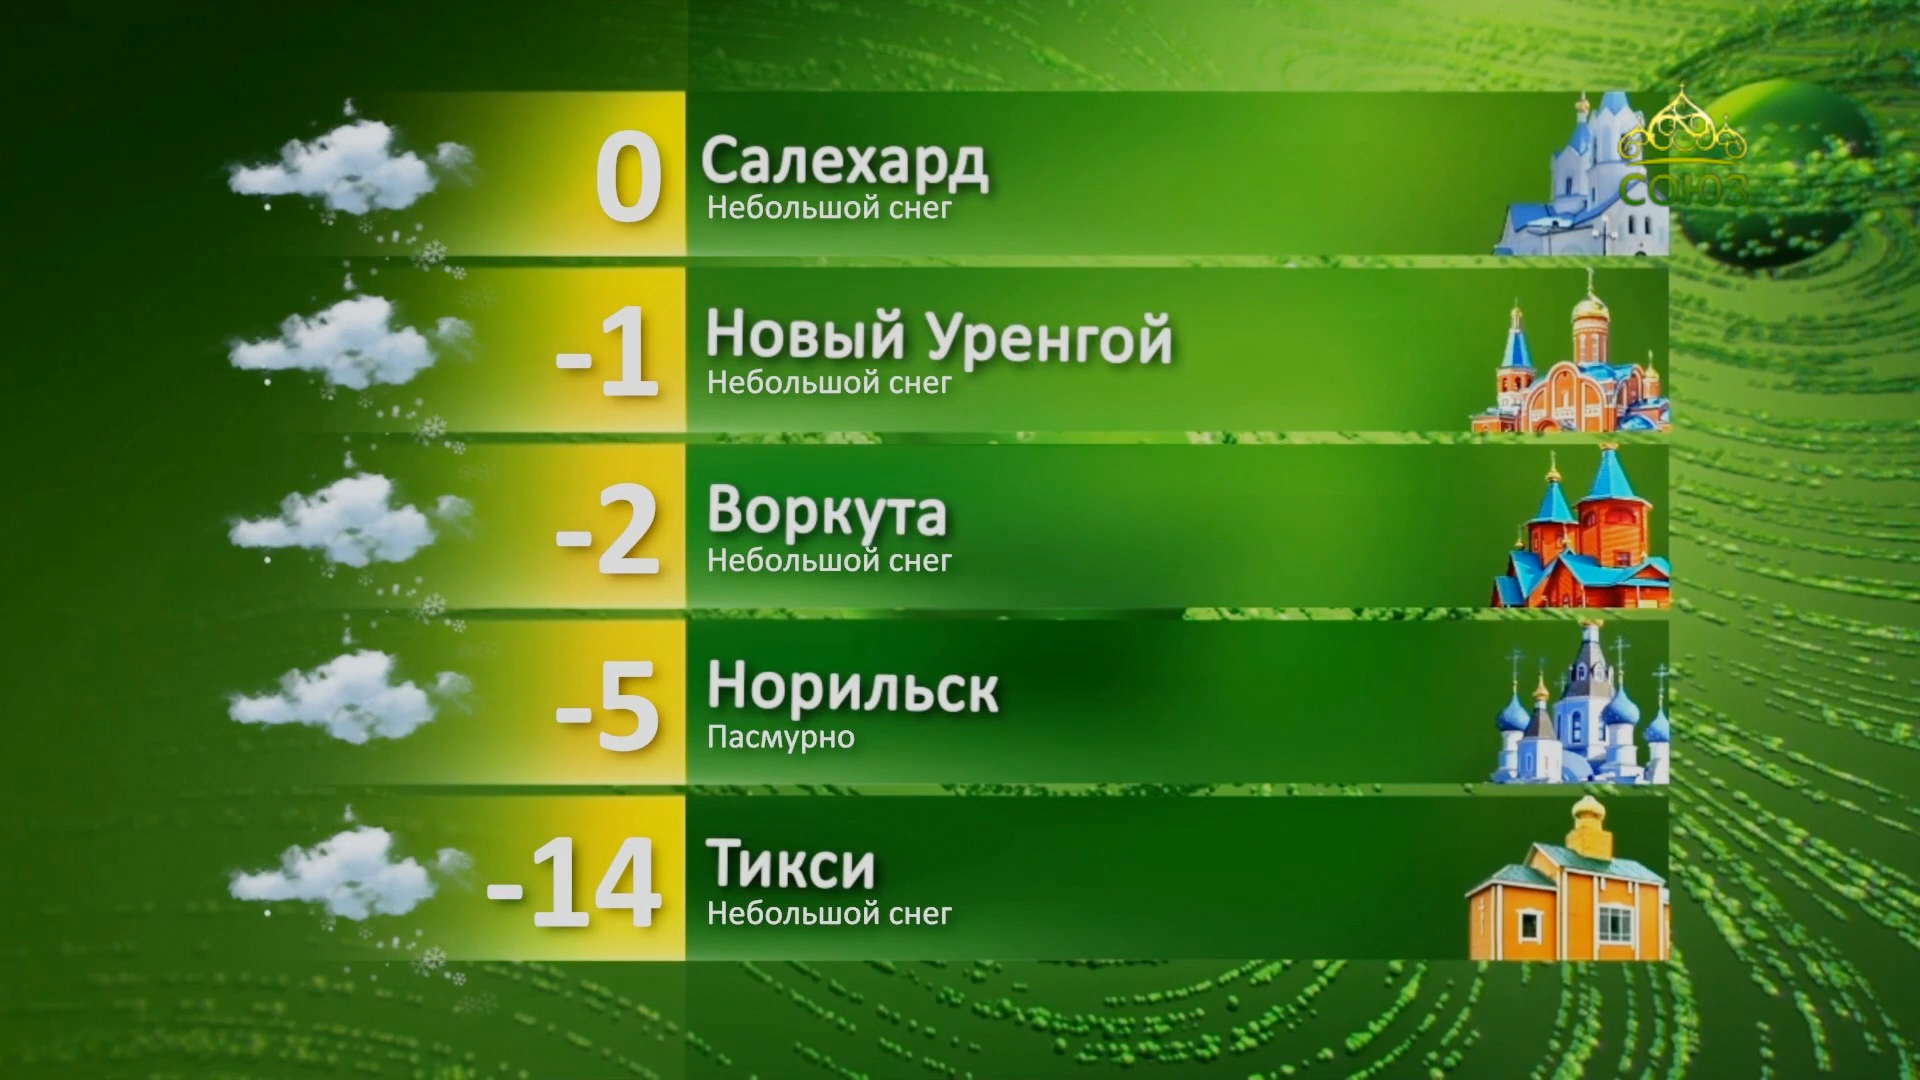 0
Салехард
Небольшой снег
СОЮЗ
-1
Новый Уренгой
Небольшой снег
-2
Воркута
Небольшой снег
-5
Норильск
Пасмурно
-14
Тикси
Небольшой снег